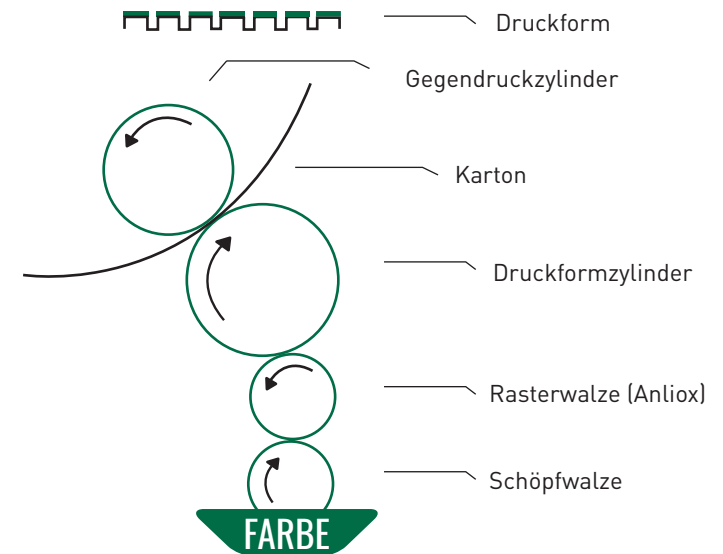 Druckform
Gegendruckzylinder
Karton
Druckformzylinder
Rasterwalze (Anliox)
Schöpfwalze
FARBE